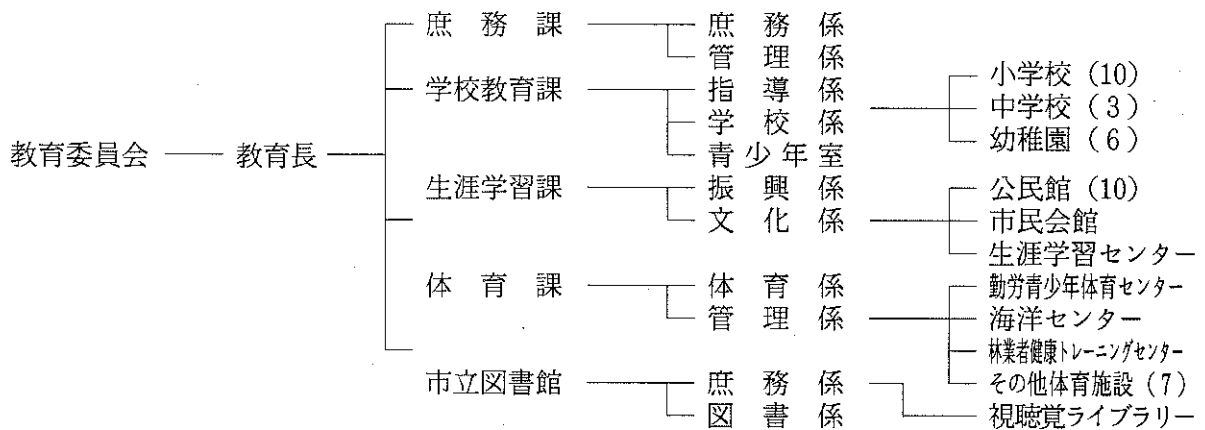 庶務課 庶務係
管理係
小学校（10）
学校教育課 指導係
中学校（3）
学校係
幼稚園（6）
教育委員会 教育長 青少年室
生涯学習課 振興係 公民館（10）
文化係 市民会館
生涯学習センター
体育課 体育係 勤労青少年体育センター
管理係 海洋センター
林業者健康トレーニングセンター
市立図書館 庶務係 その他体育施設（7）
図書係 視聴覚ライブラリー